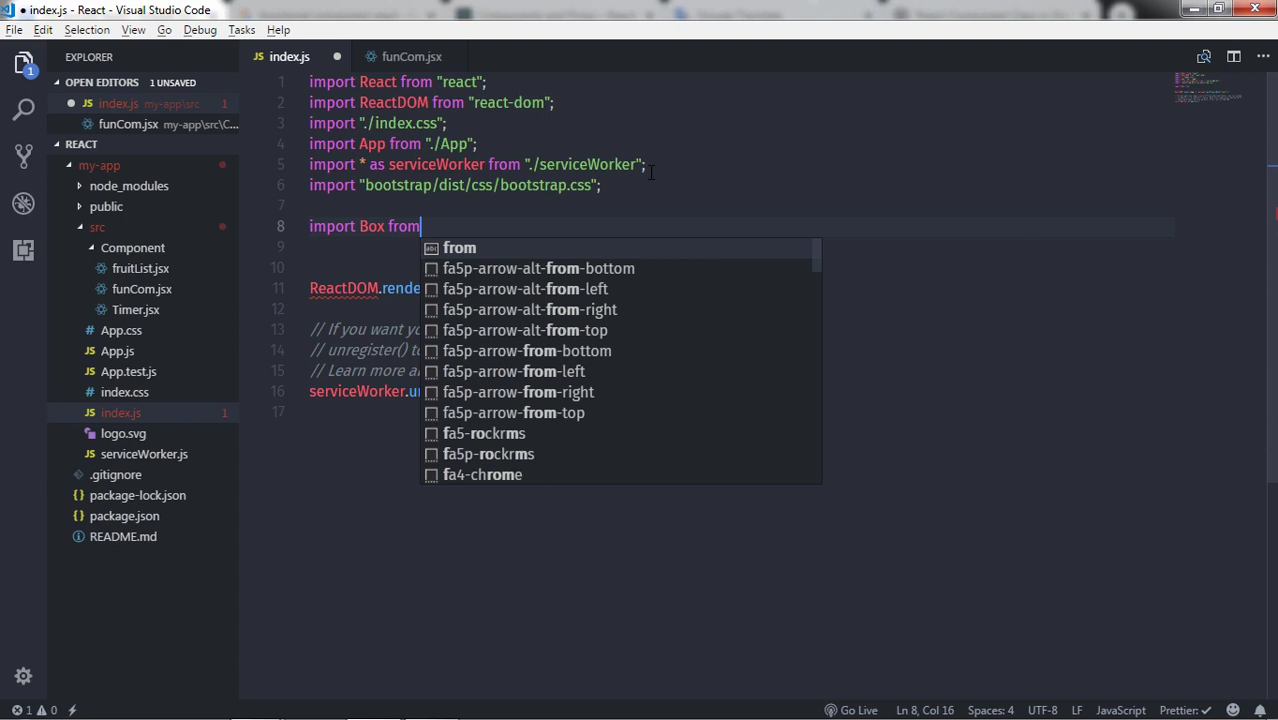 ● index.js - React - Visual Studio Code
File Edit Selection View Go Debug Tasks Help
EXPLORER
JS index.js ●
funCom.jsx
OPEN EDITORS 1 UNSAVED
● JS index.js my-app\src 1
funCom.jsx my-app\src\C...
REACT
my-app
node_modules
public
src
Component
fruitList.jsx
funCom.jsx
Timer.jsx
App.css
JS App.js
JS App.test.js
index.css
JS index.js 1
logo.svg
JS serviceWorker.js
.gitignore
{} package-lock.json
{} package.json
README.md
1
1 import React from "react";
2 import ReactDOM from "react-dom";
3 import "./index.css";
4 import App from "./App";
5 import * as serviceWorker from "./serviceWorker";
6 import "bootstrap/dist/css/bootstrap.css";
7
8 import Box from
9
10
11 ReactDOM.rende
12
13 // If you want yo
14 // unregister() to
15 // Learn more a
16 serviceWorker.u
17
abc from
fa5p-arrow-alt-from-bottom
fa5p-arrow-alt-from-left
fa5p-arrow-alt-from-right
fa5p-arrow-alt-from-top
fa5p-arrow-from-bottom
fa5p-arrow-from-left
fa5p-arrow-from-right
fa5p-arrow-from-top
fa5-rockrms
fa5p-rockrms
fa4-chrome
1 0 Go Live Ln 8, Col 16 Spaces: 4 UTF-8 LF JavaScript Prettier: ✓